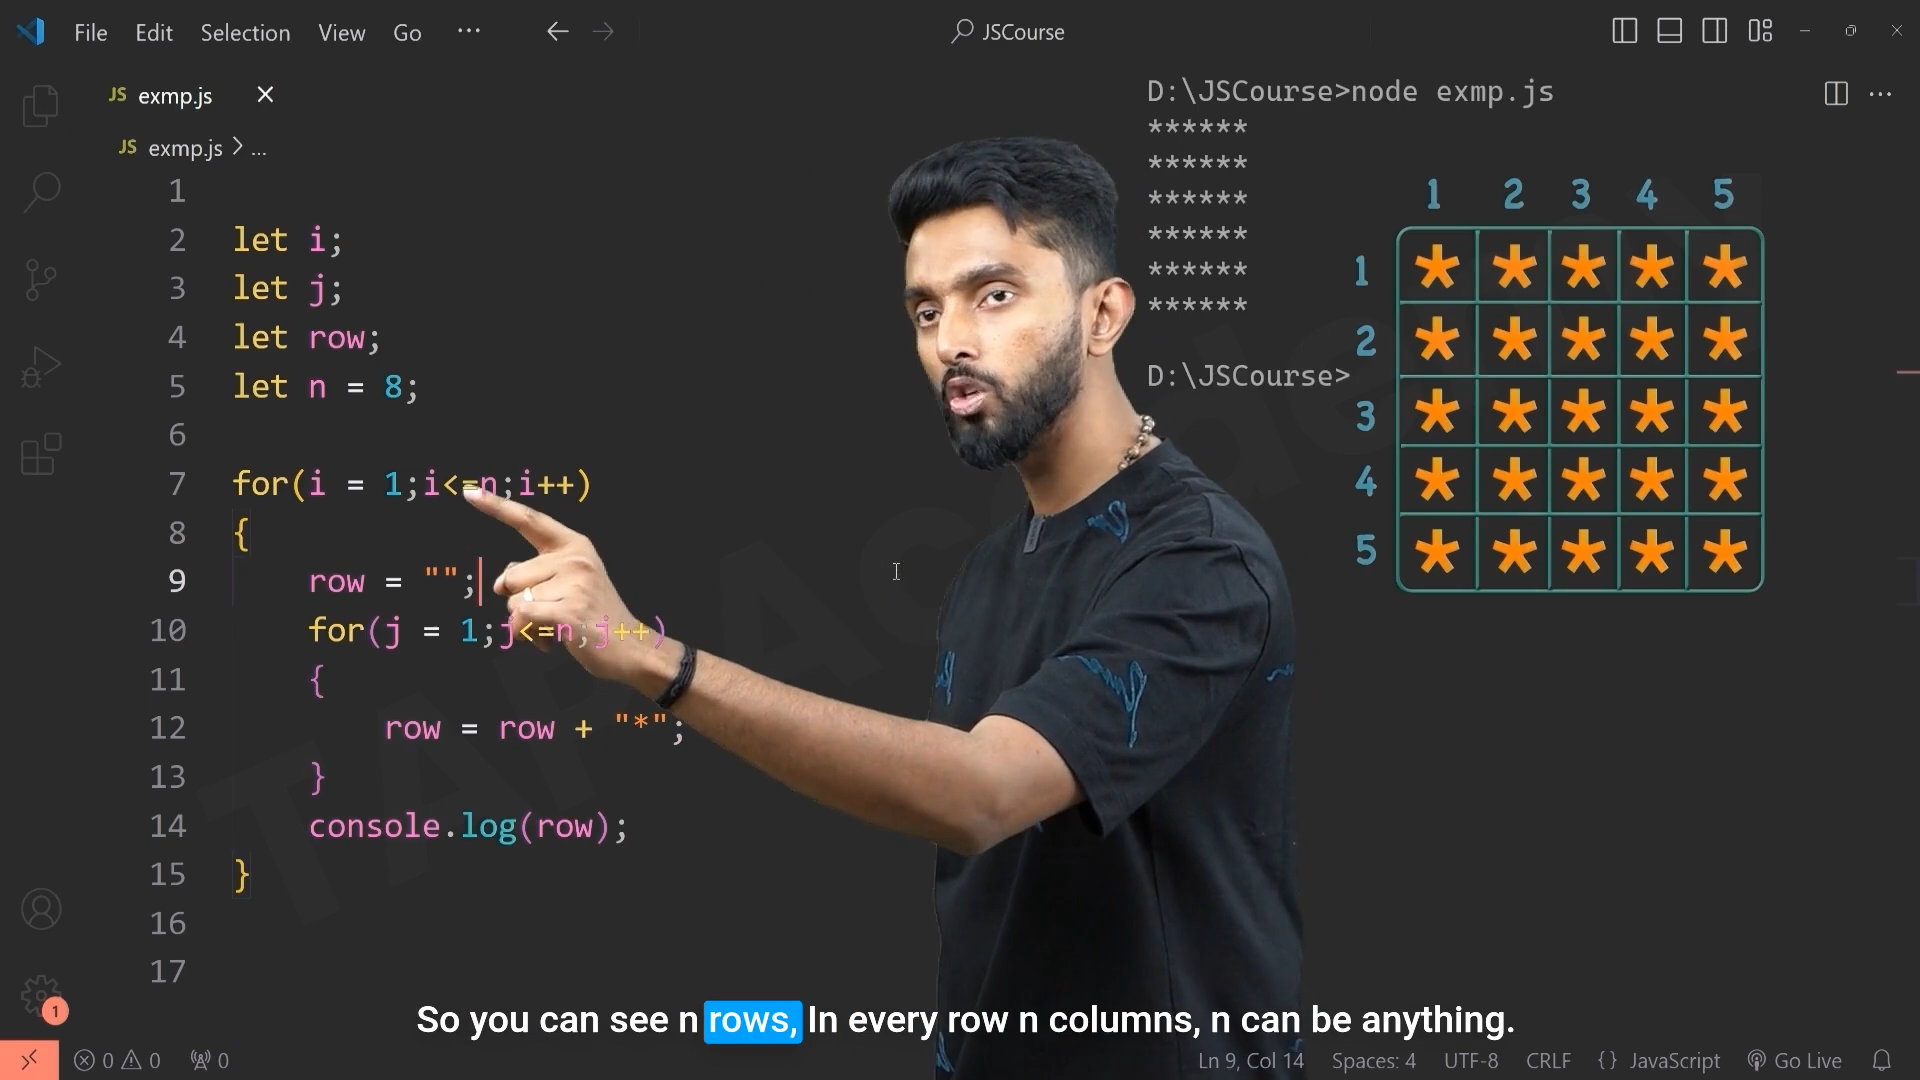 File Edit Selection View Go ··· JSCourse
JS exmp.js
JS exmp.js > ...
1
2 let i;
3 let j;
4 let row;
5 let n = 8;
6
7 for(i = 1;i<=n;i++)
8 {
9 row = "";
10 for(j = 1;j<=n;j++)
11 {
12 row = row + "*";
13 }
14 console.log(row);
15 }
16
17
D:\JSCourse>node exmp.js
******
******
******
******
******
******
D:\JSCourse>
1 2 3 4 5
1 * * * * *
2 * * * * *
3 * * * * *
4 * * * * *
5 * * * * *
1
So you can see n rows, In every row n columns, n can be anything.
0 0 0 Ln 9, Col 14 Spaces: 4 UTF-8 CRLF {} JavaScript Go Live